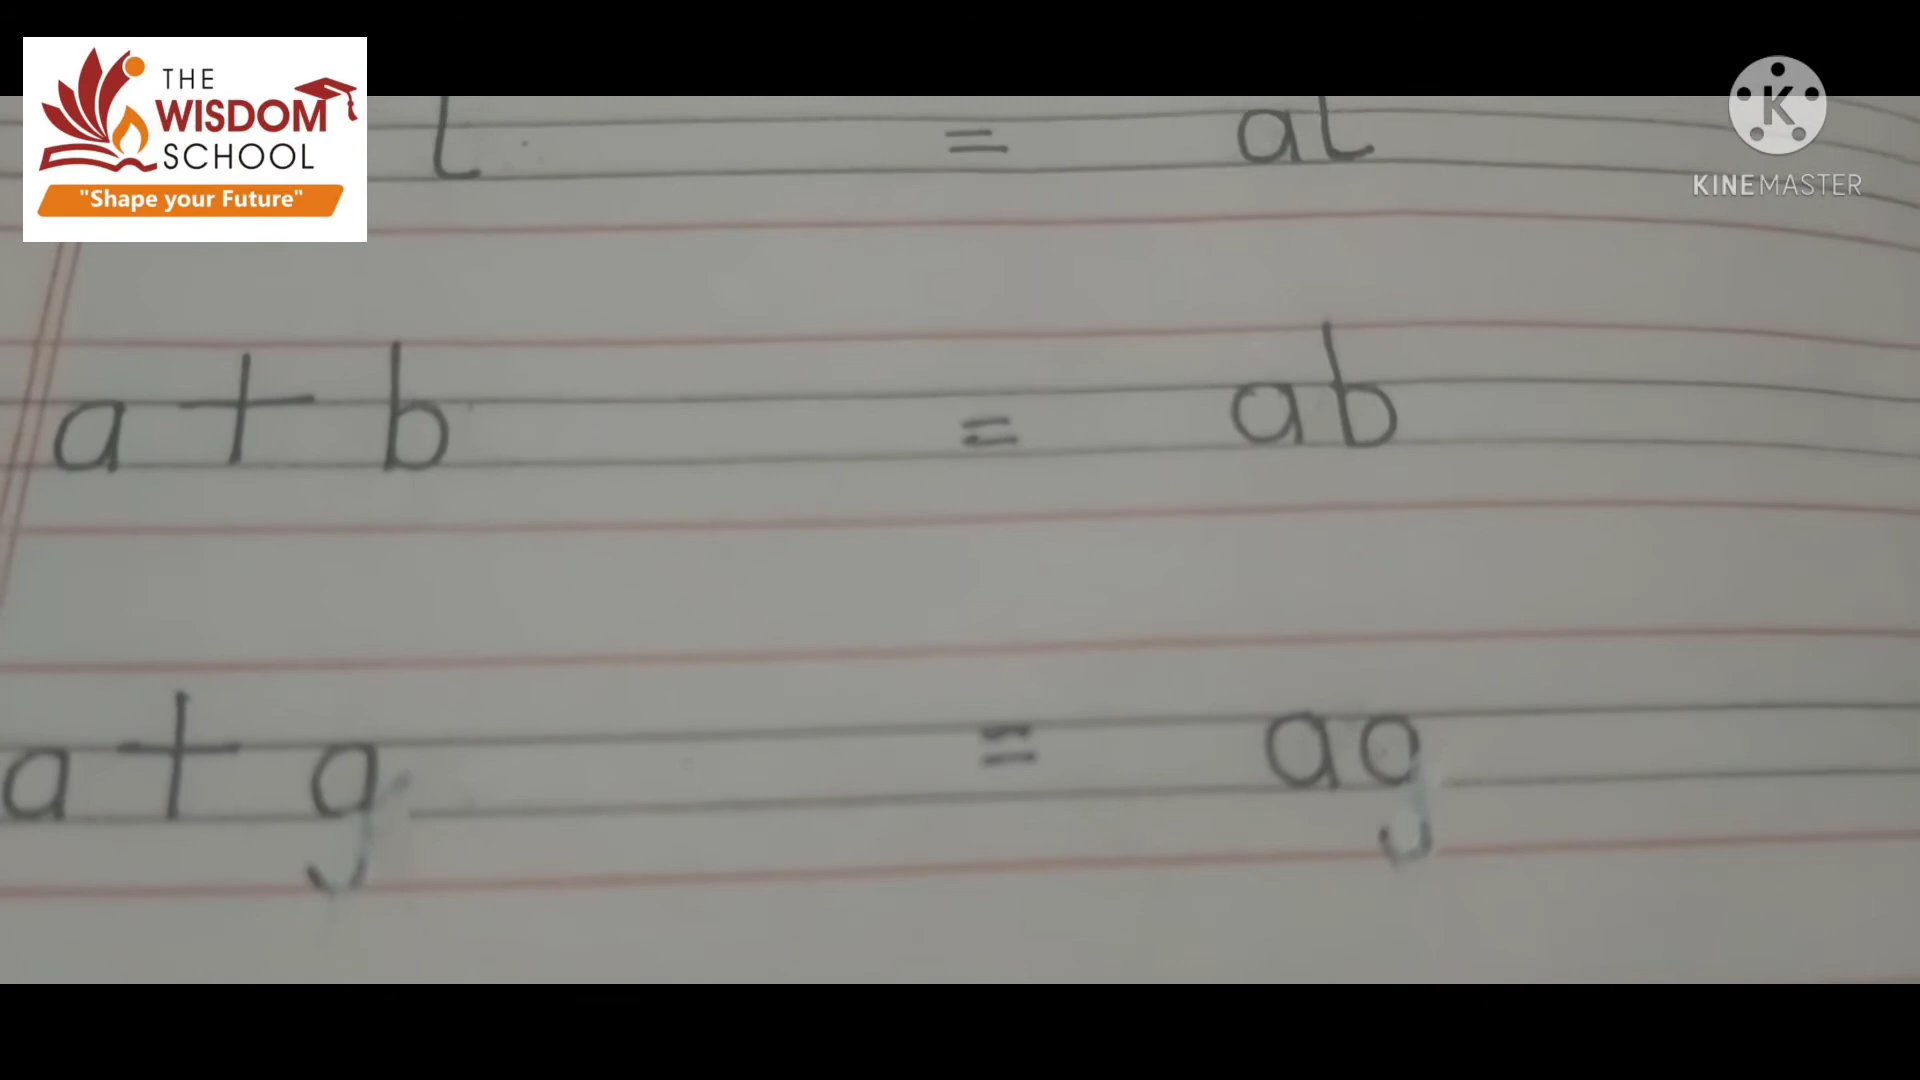 THE
WISDOM
SCHOOL
"Shape your Future"
K
KINEMASTER
l = al
a + b = ab
a + g = ag